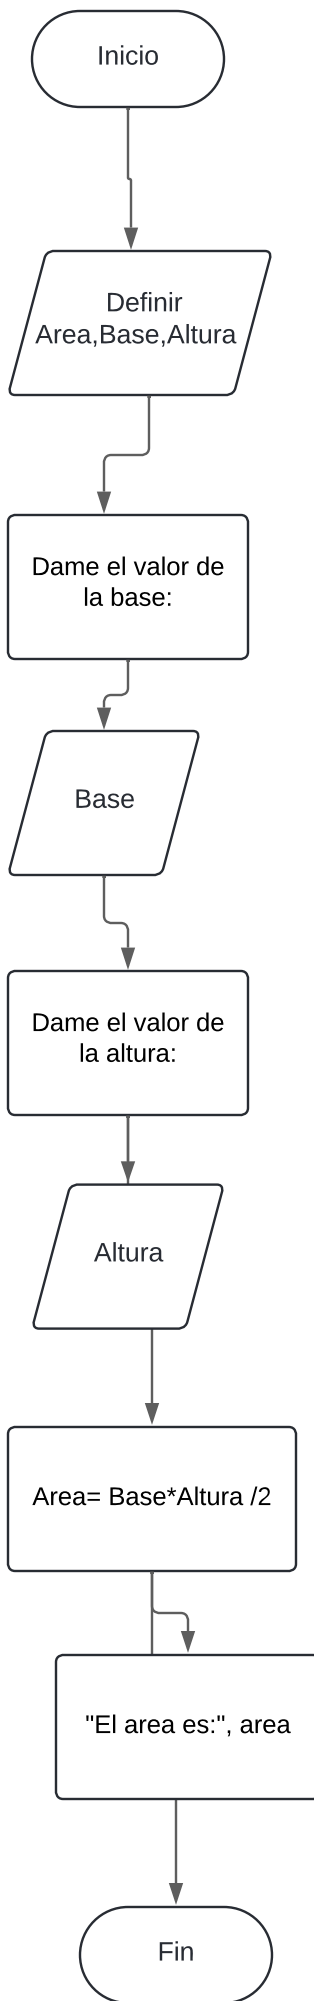 Inicio
Definir
Area,Base,Altura
Dame el valor de
la base:
Base
Dame el valor de
la altura:
Altura
Area= Base*Altura /2
"El area es:", area
Fin